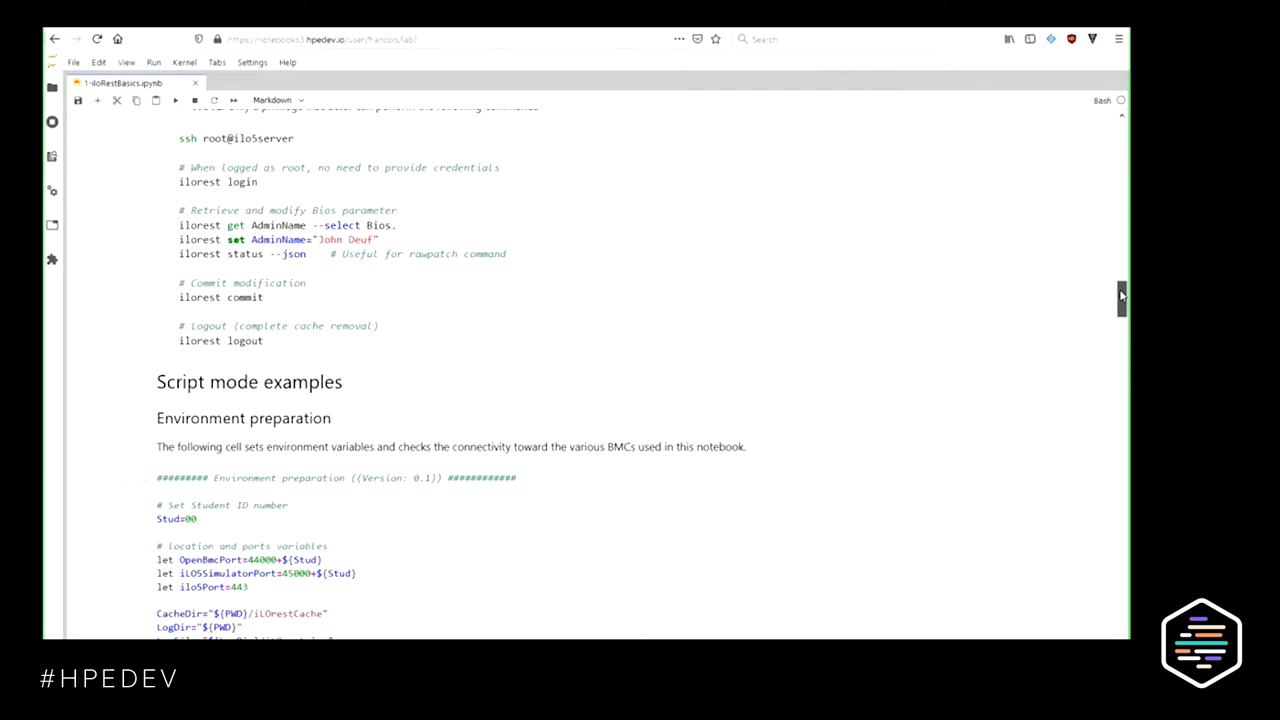 https://notebooks3.hpedev.io/user/francois/lab?
Search
File Edit View Run Kernel Tabs Settings Help
1-iloRestBasics.ipynb
Markdown
Bash
ssh root@ilo5server
# When logged as root, no need to provide credentials
ilorest login
# Retrieve and modify Bios parameter
ilorest get AdminName --select Bios.
ilorest set AdminName="John Deuf"
ilorest status --json # Useful for rawpatch command
# Commit modification
ilorest commit
# Logout (complete cache removal)
ilorest logout
Script mode examples
Environment preparation
The following cell sets environment variables and checks the connectivity toward the various BMCs used in this notebook.
######### Environment preparation ((Version: 0.1)) ############
# Set Student ID number
Stud=00
# location and ports variables
let OpenBmcPort=44000+${Stud}
let iLO5SimulatorPort=45000+${Stud}
let ilo5Port=443
CacheDir="${PWD}/iLOrestCache"
LogDir="${PWD}"
#HPEDEV